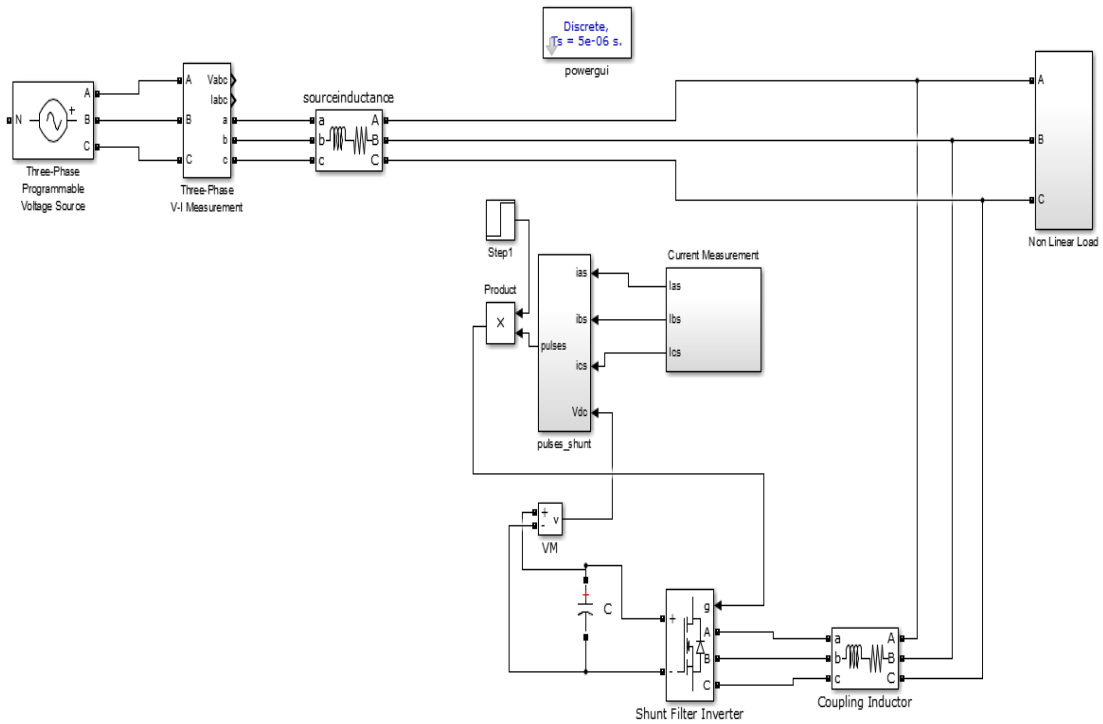 Discrete,
Ts = 5e-06 s.
powergui
N
+
A
B
C
Three-Phase
Programmable
Voltage Source
A
B
C
Vabc
Iabc
a
b
c
Three-Phase
V-I Measurement
sourceinductance
a
b
c
A
B
C
A
B
C
Non Linear Load
Step1
Product
X
ias
ibs
pulses
ics
Vdc
pulses_shunt
Current Measurement
Ias
Ibs
Ics
+
-
v
VM
+
C
g
+
A
B
-
C
Shunt Filter Inverter
a
b
c
A
B
C
Coupling Inductor